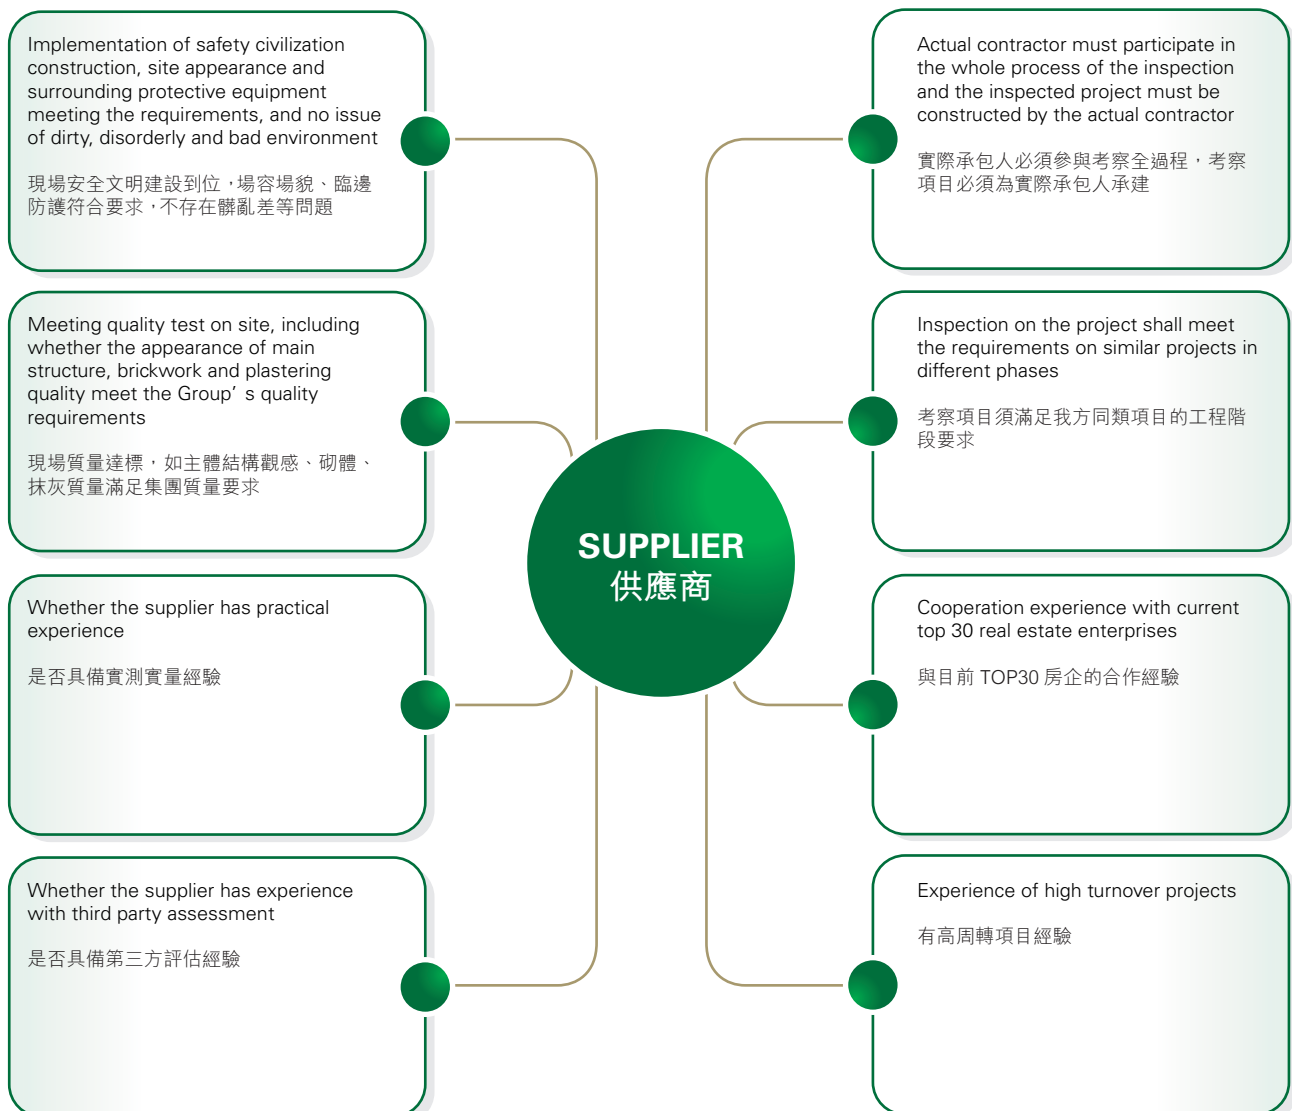 Implementation of safety civilization
construction, site appearance and
surrounding protective equipment
meeting the requirements, and no issue
of dirty, disorderly and bad environment
現場安全文明建設到位，場容場貌、臨邊
防護符合要求，不存在髒亂差等問題
Meeting quality test on site, including
whether the appearance of main
structure, brickwork and plastering
quality meet the Group’ s quality
requirements
現場質量達標，如主體結構觀感、砌體、
抹灰質量滿足集團質量要求
Whether the supplier has practical
experience
是否具備實測實量經驗
Whether the supplier has experience
with third party assessment
是否具備第三方評估經驗
SUPPLIER
供應商
Actual contractor must participate in
the whole process of the inspection
and the inspected project must be
constructed by the actual contractor
實際承包人必須參與考察全過程，考察
項目必須為實際承包人承建
Inspection on the project shall meet
the requirements on similar projects in
different phases
考察項目須滿足我方同類項目的工程階
段要求
Cooperation experience with current
top 30 real estate enterprises
與目前 TOP30 房企的合作經驗
Experience of high turnover projects
有高周轉項目經驗